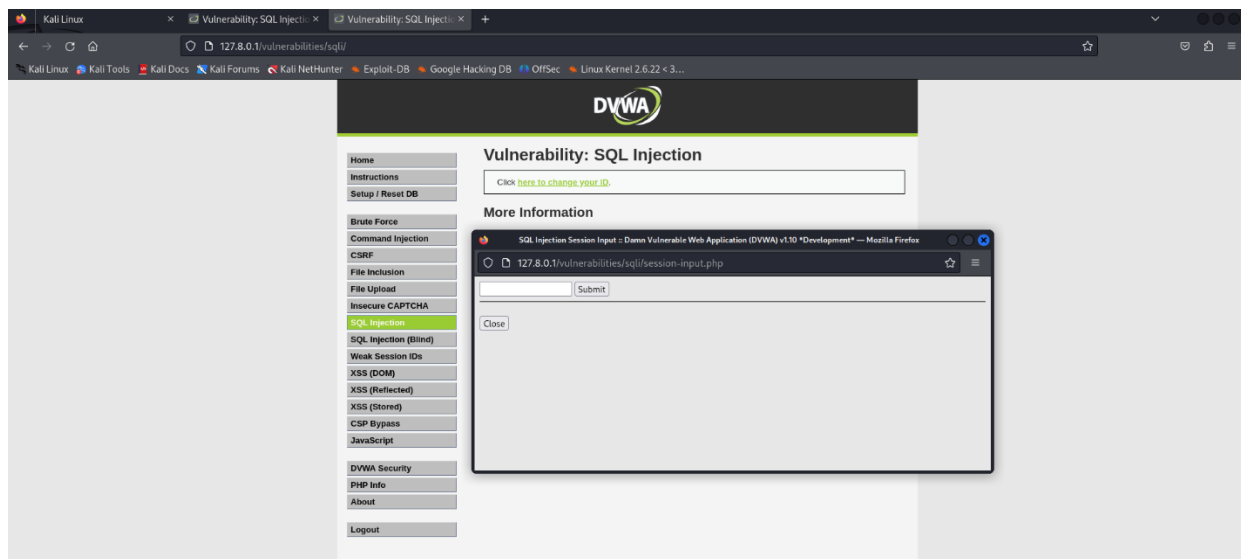 Kali Linux
Vulnerability: SQL Injectio
Vulnerability: SQL Injectio
127.8.0.1/vulnerabilities/sqli/
Kali Linux Kali Tools Kali Docs Kali Forums Kali NetHunter Exploit-DB Google Hacking DB OffSec Linux Kernel 2.6.22 < 3...
DVWA
Home
Instructions
Setup / Reset DB
Brute Force
Command Injection
CSRF
File Inclusion
File Upload
Insecure CAPTCHA
SQL Injection
SQL Injection (Blind)
Weak Session IDs
XSS (DOM)
XSS (Reflected)
XSS (Stored)
CSP Bypass
JavaScript
DVWA Security
PHP Info
About
Logout
Vulnerability: SQL Injection
Click here to change your ID.
More Information
SQL Injection Session Input :: Damn Vulnerable Web Application (DVWA) v1.10 *Development* — Mozilla Firefox
127.8.0.1/vulnerabilities/sqli/session-input.php
Submit
Close